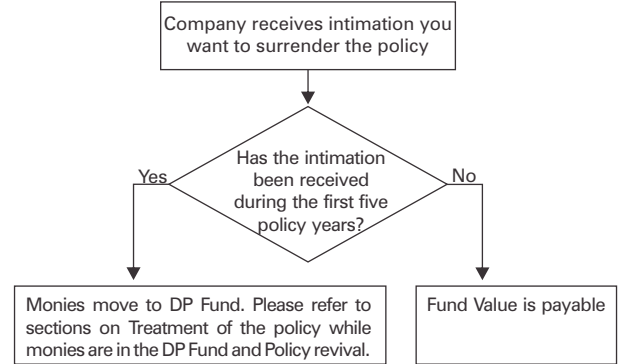 Company receives intimation you
want to surrender the policy
Has the intimation
been received
during the first five
policy years?
Yes
No
Monies move to DP Fund. Please refer to
sections on Treatment of the policy while
monies are in the DP Fund and Policy revival.
Fund Value is payable